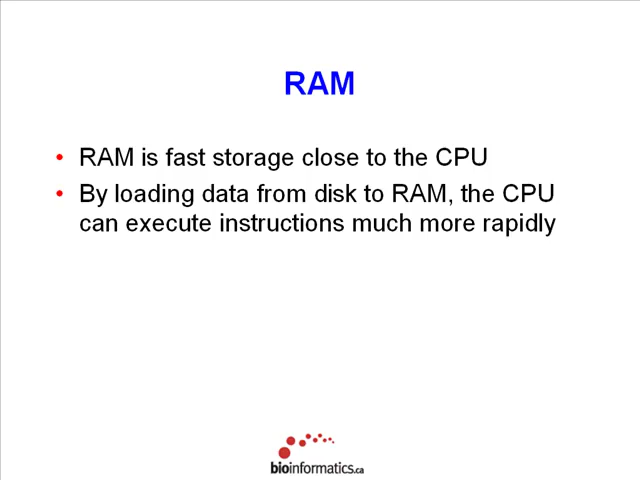 RAM
• RAM is fast storage close to the CPU
• By loading data from disk to RAM, the CPU
can execute instructions much more rapidly
bioinformatics.ca